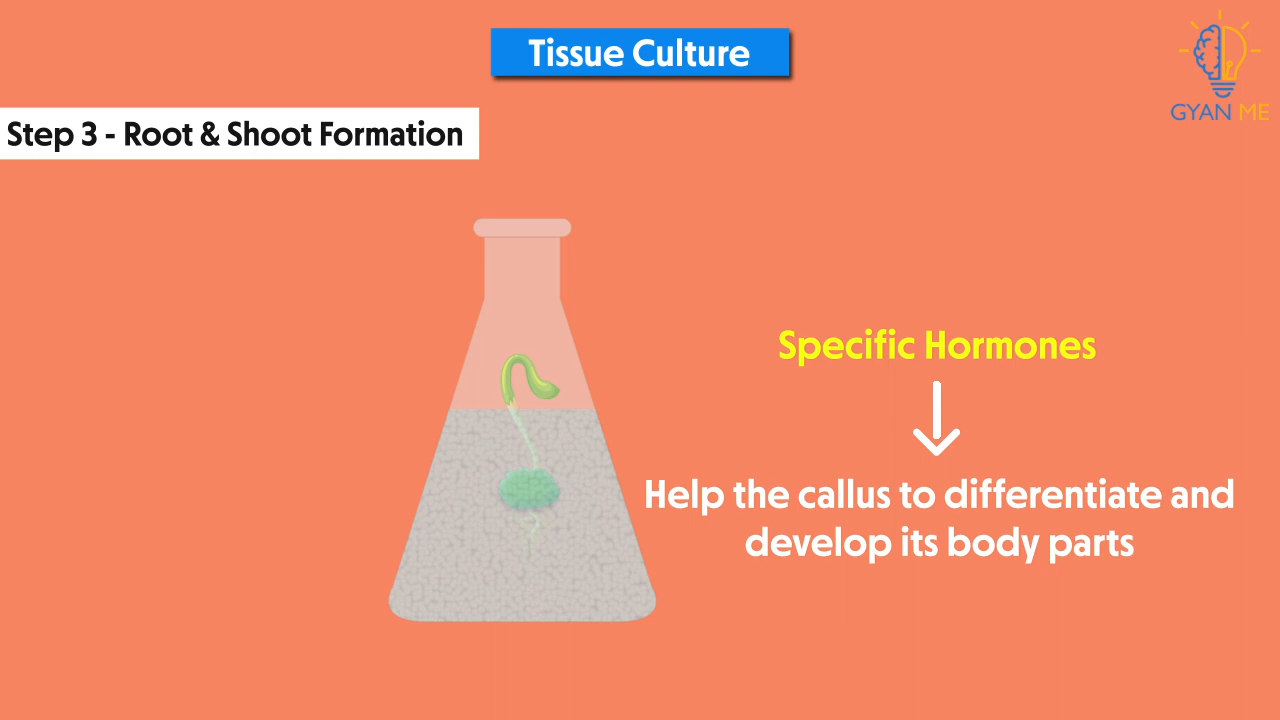 Tissue Culture
GYAN ME
Step 3 - Root & Shoot Formation
Specific Hormones
Help the callus to differentiate and
develop its body parts